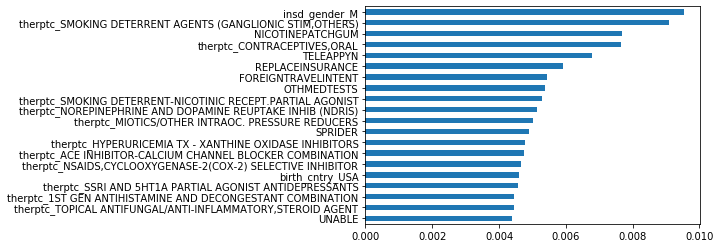 insd_gender_M
therptc_SMOKING DETERRENT AGENTS (GANGLIONIC STIM,OTHERS)
NICOTINEPATCHGUM
therptc_CONTRACEPTIVES,ORAL
TELEAPPYN
REPLACEINSURANCE
FOREIGNTRAVELINTENT
OTHMEDTESTS
therptc_SMOKING DETERRENT-NICOTINIC RECEPT.PARTIAL AGONIST
therptc_NOREPINEPHRINE AND DOPAMINE REUPTAKE INHIB (NDRIS)
therptc_MIOTICS/OTHER INTRAOC. PRESSURE REDUCERS
SPRIDER
therptc_HYPERURICEMIA TX - XANTHINE OXIDASE INHIBITORS
therptc_ACE INHIBITOR-CALCIUM CHANNEL BLOCKER COMBINATION
therptc_NSAIDS,CYCLOOXYGENASE-2(COX-2) SELECTIVE INHIBITOR
birth_cntry_USA
therptc_SSRI AND 5HT1A PARTIAL AGONIST ANTIDEPRESSANTS
therptc_1ST GEN ANTIHISTAMINE AND DECONGESTANT COMBINATION
therptc_TOPICAL ANTIFUNGAL/ANTI-INFLAMMATORY,STEROID AGENT
UNABLE
0.000 0.002 0.004 0.006 0.008 0.010